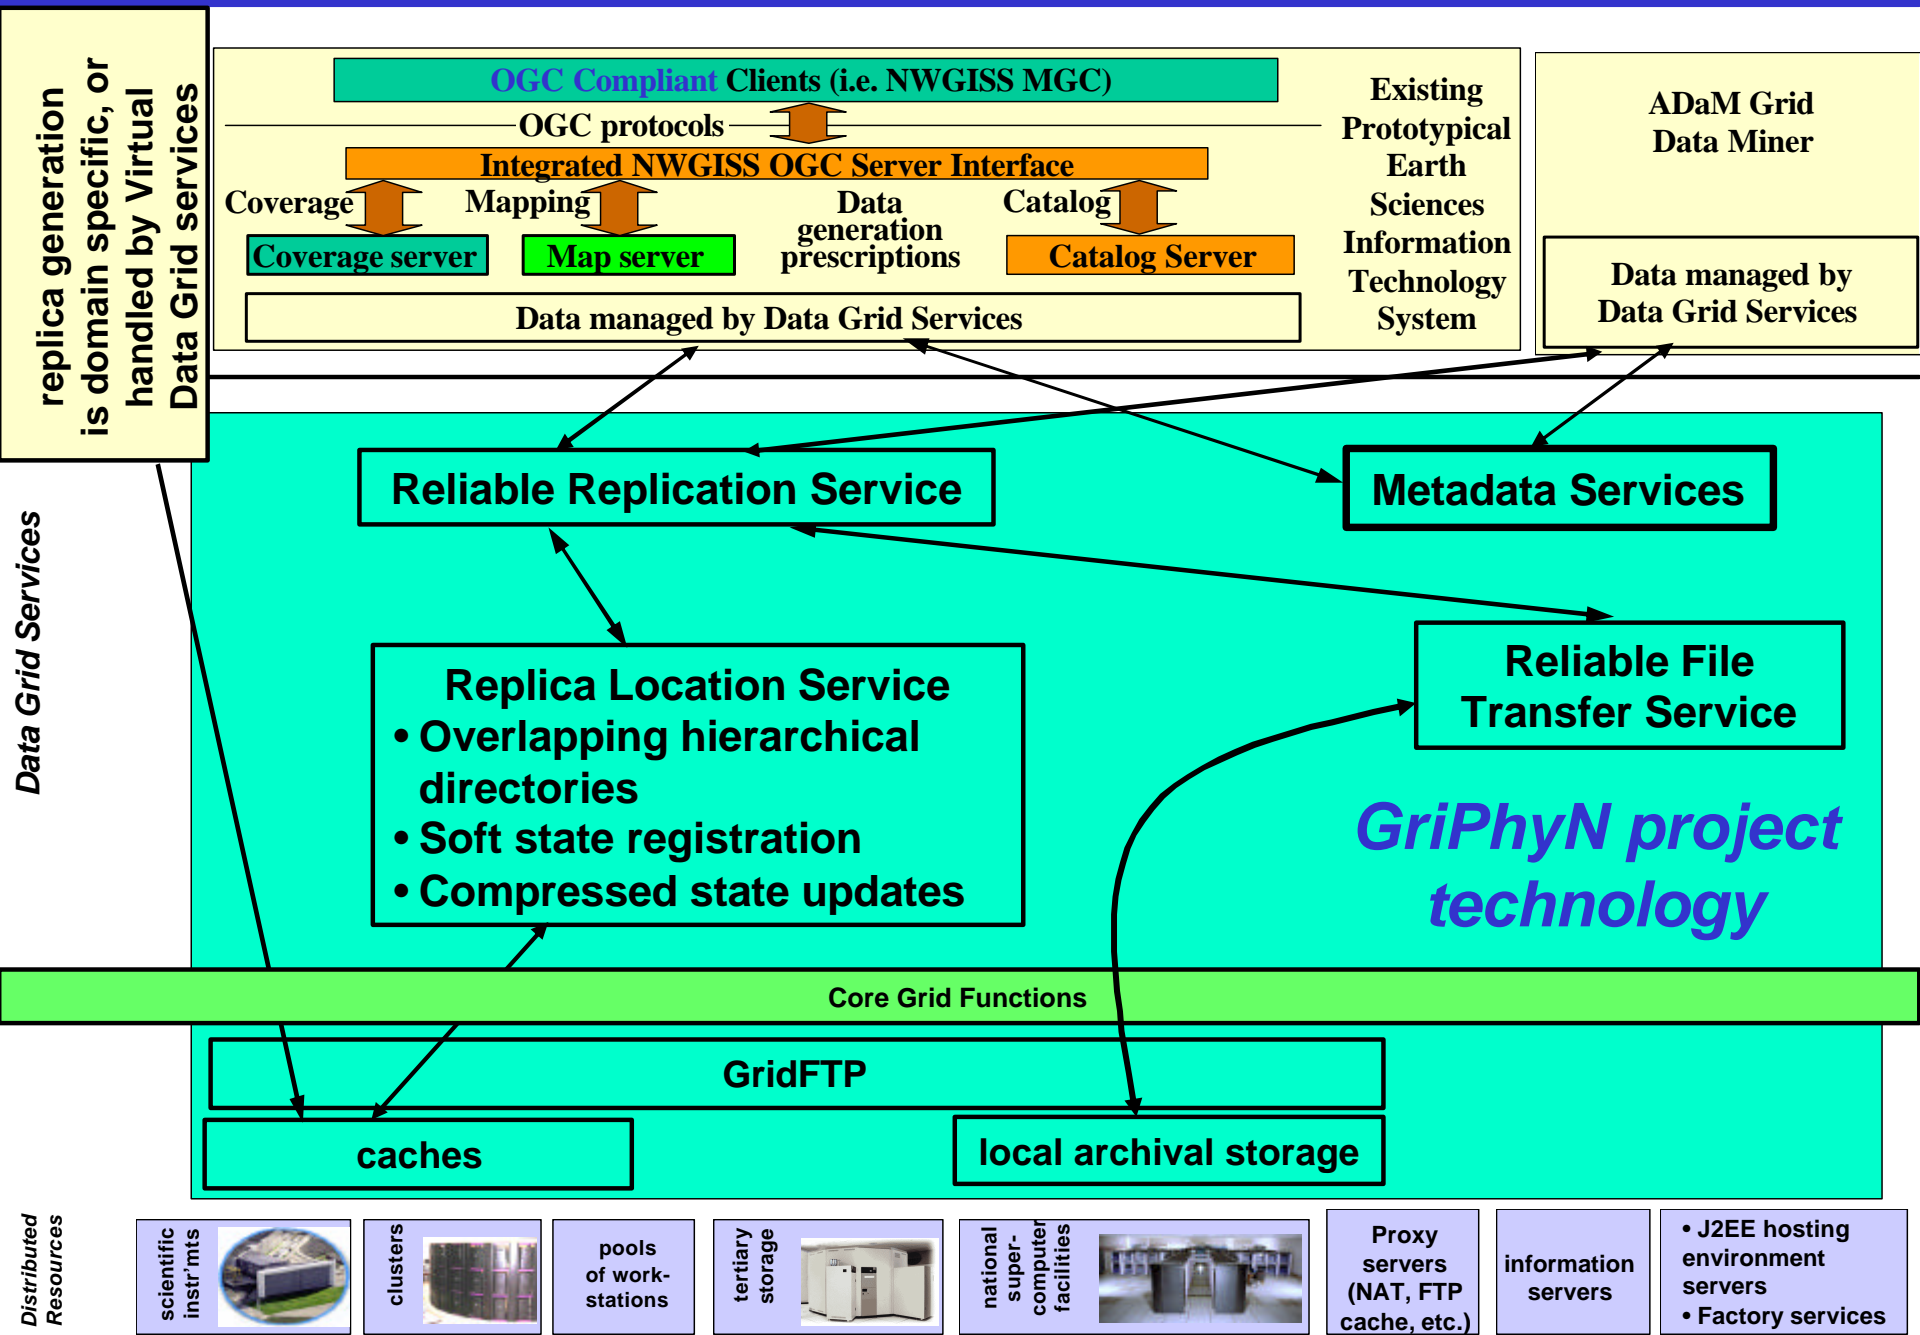 replica generation
is domain specific, or
handled by Virtual
Data Grid services
OGC Compliant Clients (i.e. NWGISS MGC)
OGC protocols
Integrated NWGISS OGC Server Interface
Coverage
Mapping
Data
generation
prescriptions
Catalog
Coverage server
Map server
Catalog Server
Data managed by Data Grid Services
Existing
Prototypical
Earth
Sciences
Information
Technology
System
ADaM Grid
Data Miner
Data managed by
Data Grid Services
Data Grid Services
Reliable Replication Service
Metadata Services
Replica Location Service
• Overlapping hierarchical
directories
• Soft state registration
• Compressed state updates
Reliable File
Transfer Service
GriPhyN project
technology
Core Grid Functions
GridFTP
caches
local archival storage
Distributed
Resources
scientific
instr'mts
clusters
pools
of work-
stations
tertiary
storage
national
super-
computer
facilities
Proxy
servers
(NAT, FTP
cache, etc.)
information
servers
• J2EE hosting
environment
servers
• Factory services